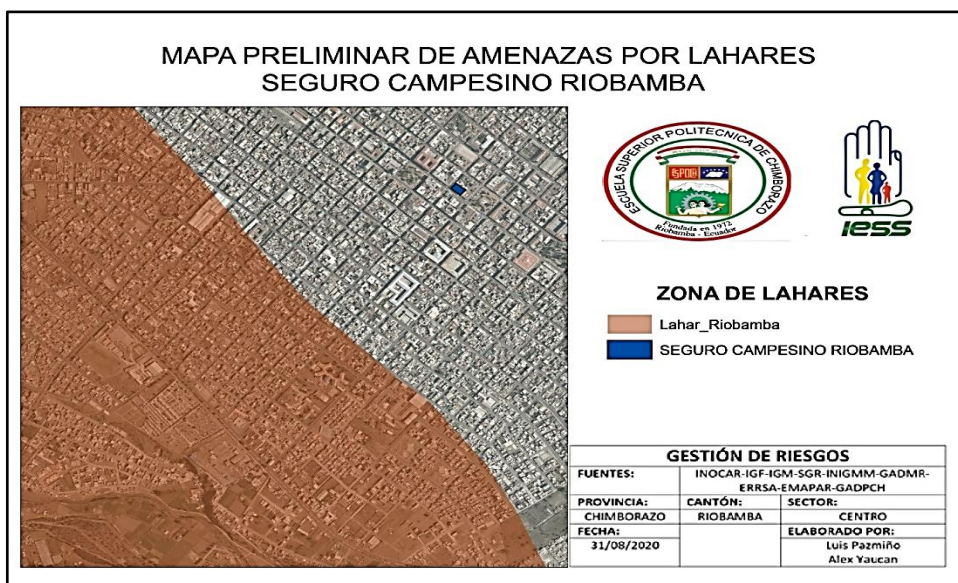 MAPA PRELIMINAR DE AMENAZAS POR LAHARES
SEGURO CAMPESINO RIOBAMBA
ESCUELA SUPERIOR POLITECNICA DE CHIMBORAZO
ESPOCH
Fundada en 1972
Riobamba - Ecuador
IESS
ZONA DE LAHARES
Lahar_Riobamba
SEGURO CAMPESINO RIOBAMBA
GESTIÓN DE RIESGOS
FUENTES: INOCAR-IGF-IGM-SGR-INIGMM-GADMR-
ERRSA-EMAPAR-GADPCH
PROVINCIA: CANTÓN: SECTOR:
CHIMBORAZO RIOBAMBA CENTRO
FECHA: ELABORADO POR:
31/08/2020 Luis Pazmiño
Alex Yaucan